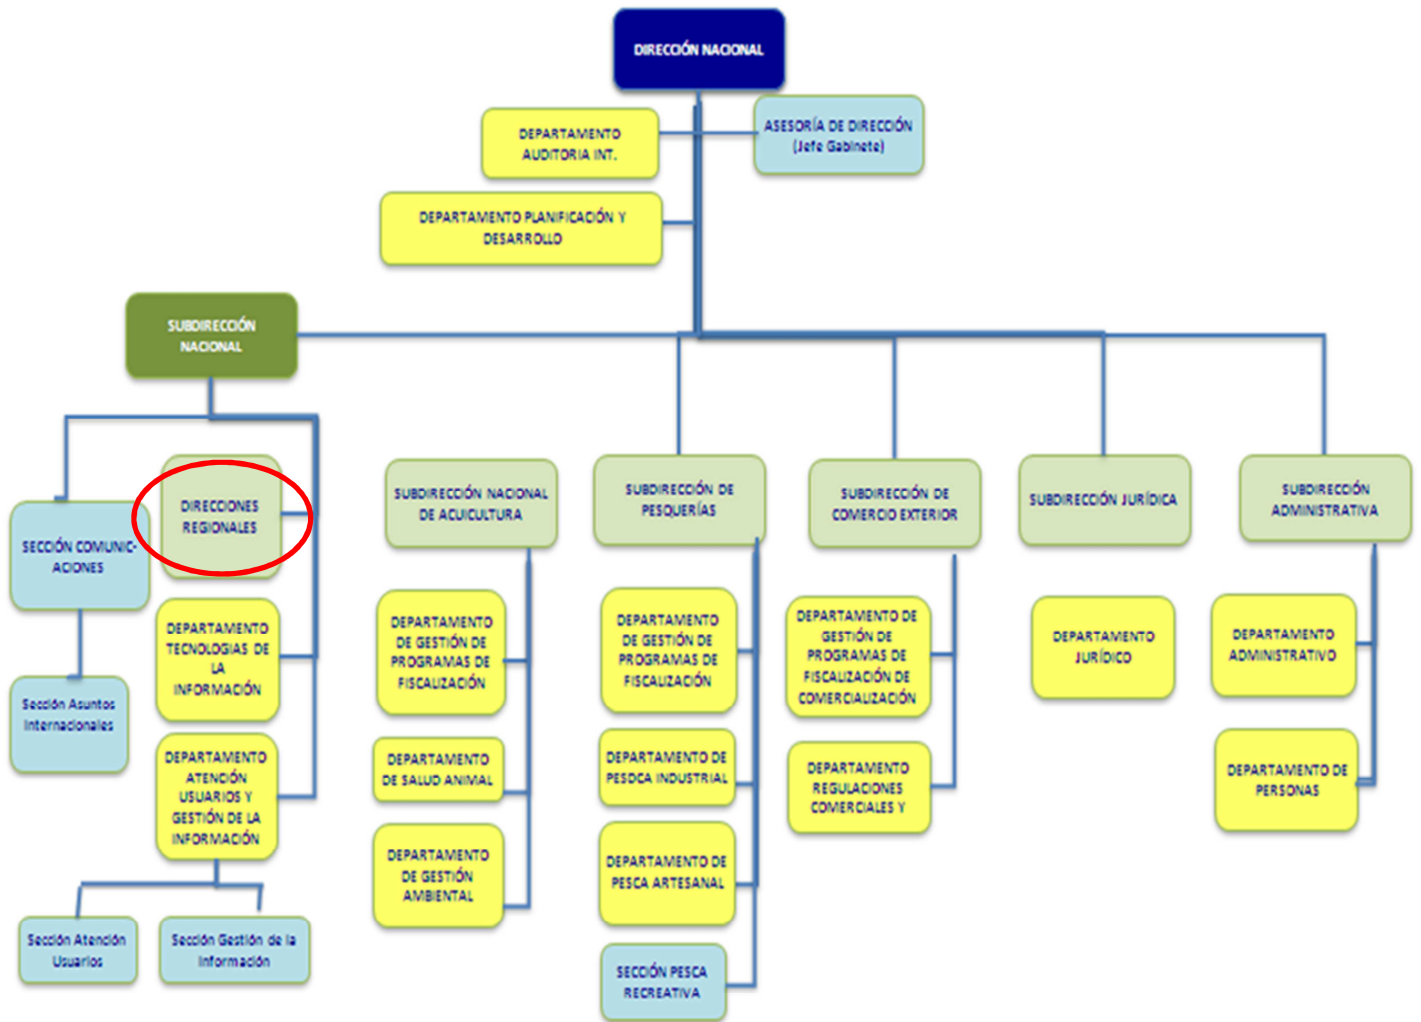 DIRECCIÓN NACIONAL
DEPARTAMENTO
AUDITORIA INT.
ASESORÍA DE DIRECCIÓN
(Jefe Gabinete)
DEPARTAMENTO PLANIFICACIÓN Y
DESARROLLO
SUBDIRECCIÓN
NACIONAL
SECCIÓN COMUNIC-
ACIONES
DIRECCIONES
REGIONALES
SUBDIRECCIÓN NACIONAL
DE ACUICULTURA
SUBDIRECCIÓN DE
PESQUERÍAS
SUBDIRECCIÓN DE
COMERCIO EXTERIOR
SUBDIRECCIÓN JURÍDICA
SUBDIRECCIÓN
ADMINISTRATIVA
Sección Asuntos
Internacionales
DEPARTAMENTO
TECNOLOGIAS DE
LA
INFORMACIÓN
DEPARTAMENTO
DE GESTIÓN DE
PROGRAMAS DE
FISCALIZACIÓN
DEPARTAMENTO
DE GESTIÓN DE
PROGRAMAS DE
FISCALIZACIÓN
DEPARTAMENTO DE
GESTIÓN DE
PROGRAMAS DE
FISCALIZACIÓN DE
COMERCIALIZACIÓN
DEPARTAMENTO
JURÍDICO
DEPARTAMENTO
ADMINISTRATIVO
DEPARTAMENTO
ATENCIÓN
USUARIOS Y
GESTIÓN DE LA
INFORMACIÓN
DEPARTAMENTO
DE SALUD ANIMAL
DEPARTAMENTO DE
PESDCA INDUSTRIAL
DEPARTAMENTO
REGULACIONES
COMERCIALES Y
DEPARTAMENTO DE
PERSONAS
DEPARTAMENTO
DE GESTIÓN
AMBIENTAL
DEPARTAMENTO DE
PESCA ARTESANAL
Sección Atención
Usuarios
Sección Gestión de la
Información
SECCIÓN PESCA
RECREATIVA